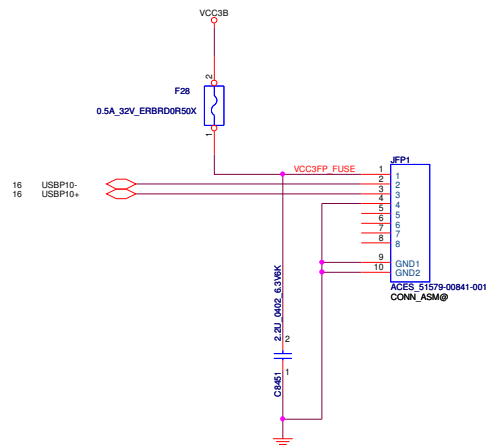 VCC3B
2
F28
0.5A_32V_ERBRD0R50X
1
JFP1
VCC3FP_FUSE
1 1
16 USBP10- 2 2
16 USBP10+ 3 3
4 4
5 5
6 6
7 7
8 8
9 GND1
10 GND2
ACES_51579-00841-001
CONN_ASM@
2.2U_0402_6.3V6K
2
C8451
1